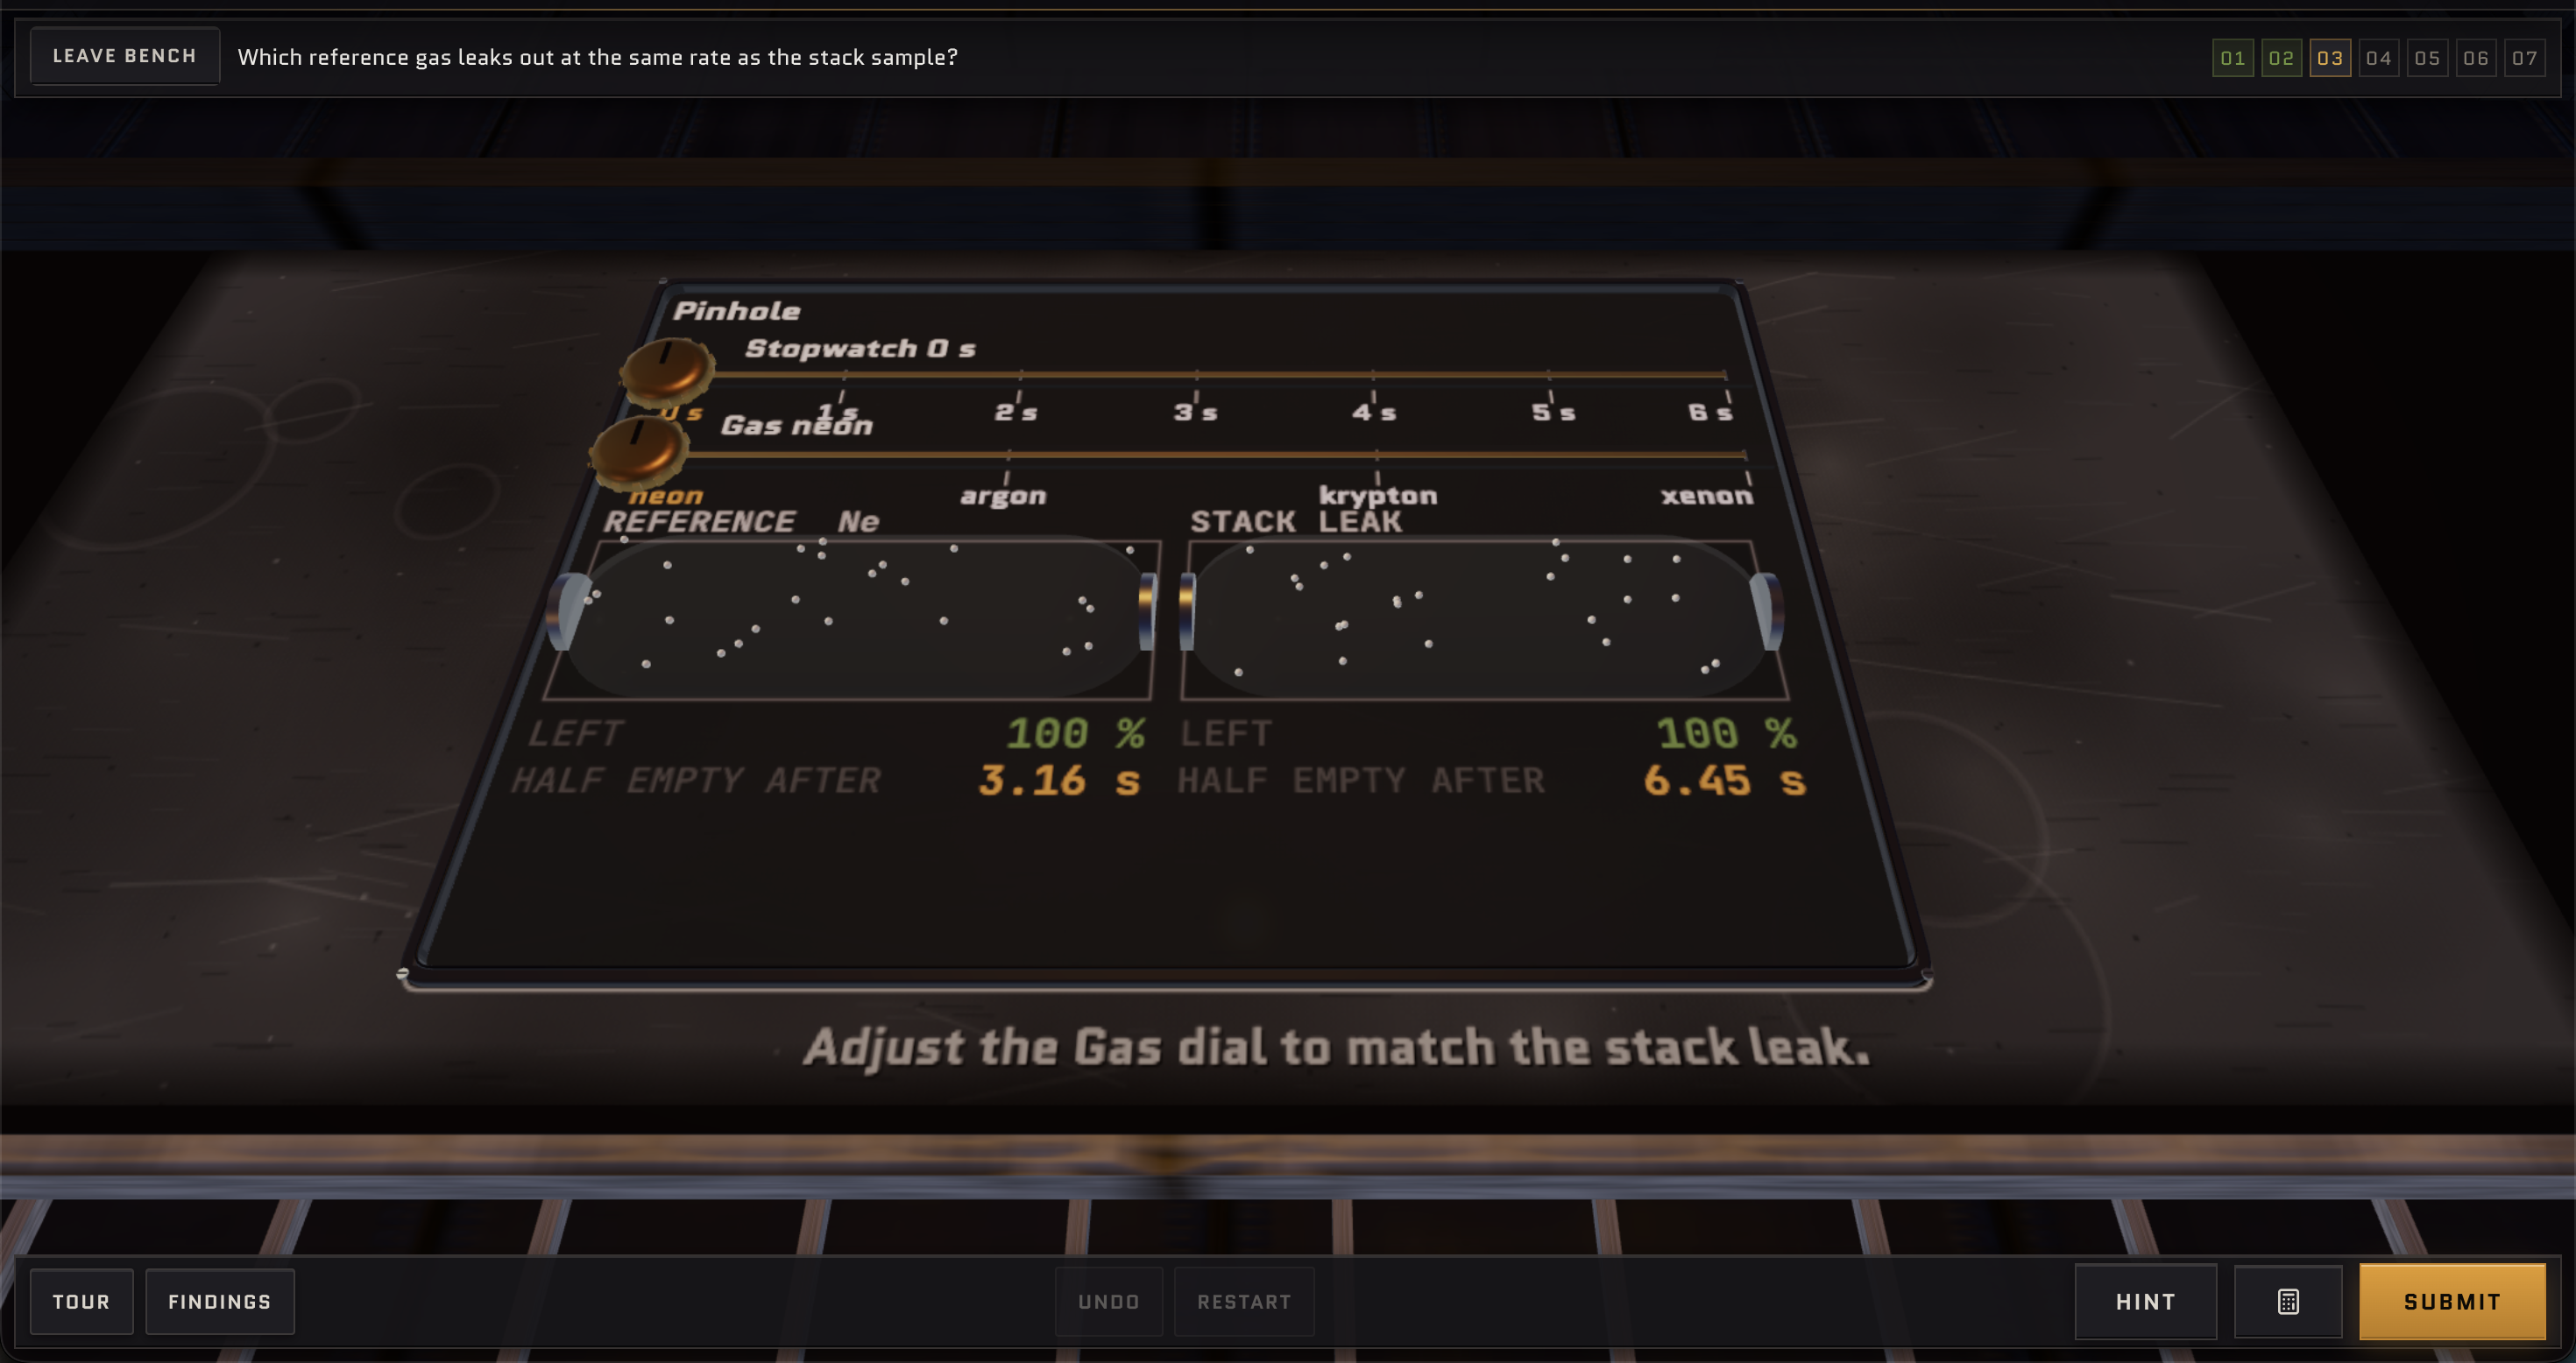 LEAVE BENCH Which reference gas leaks out at the same rate as the stack sample? 01 02 03 04 05 06 07
Pinhole
Stopwatch 0 s
0 s 1 s 2 s 3 s 4 s 5 s 6 s
Gas neon
neon argon krypton xenon
REFERENCE Ne STACK LEAK
LEFT 100 % LEFT 100 %
HALF EMPTY AFTER 3.16 s HALF EMPTY AFTER 6.45 s
Adjust the Gas dial to match the stack leak.
TOUR FINDINGS UNDO RESTART HINT SUBMIT